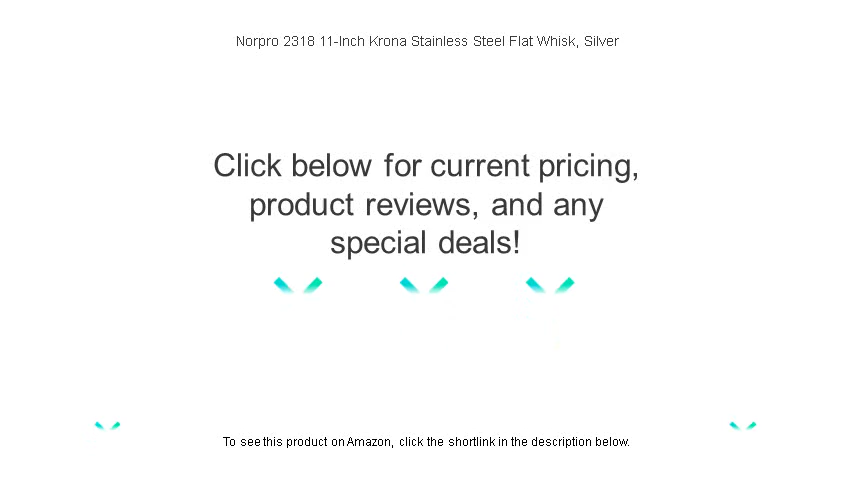 Norpro 2318 11-Inch Krona Stainless Steel Flat Whisk, Silver
Click below for current pricing,
product reviews, and any
special deals!
To see this product on Amazon, click the shortlink in the description below.